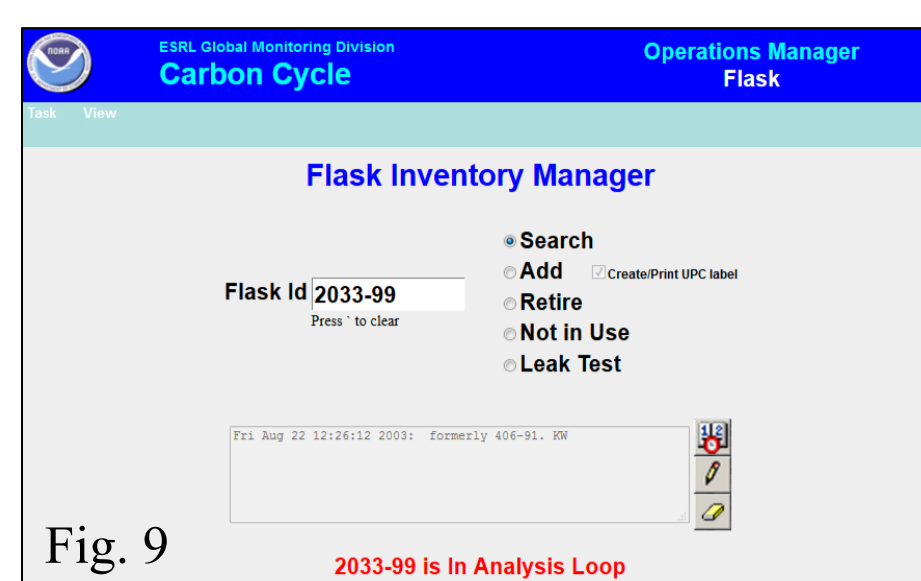 NOAA
ESRL Global Monitoring Division
Carbon Cycle
Operations Manager
Flask
Task View
Flask Inventory Manager
Search
Add Create/Print UPC label
Flask Id 2033-99
Retire
Press ` to clear
Not in Use
Leak Test
Fri Aug 22 12:26:12 2003: formerly 406-91. KW
1 2
Fig. 9
2033-99 is In Analysis Loop